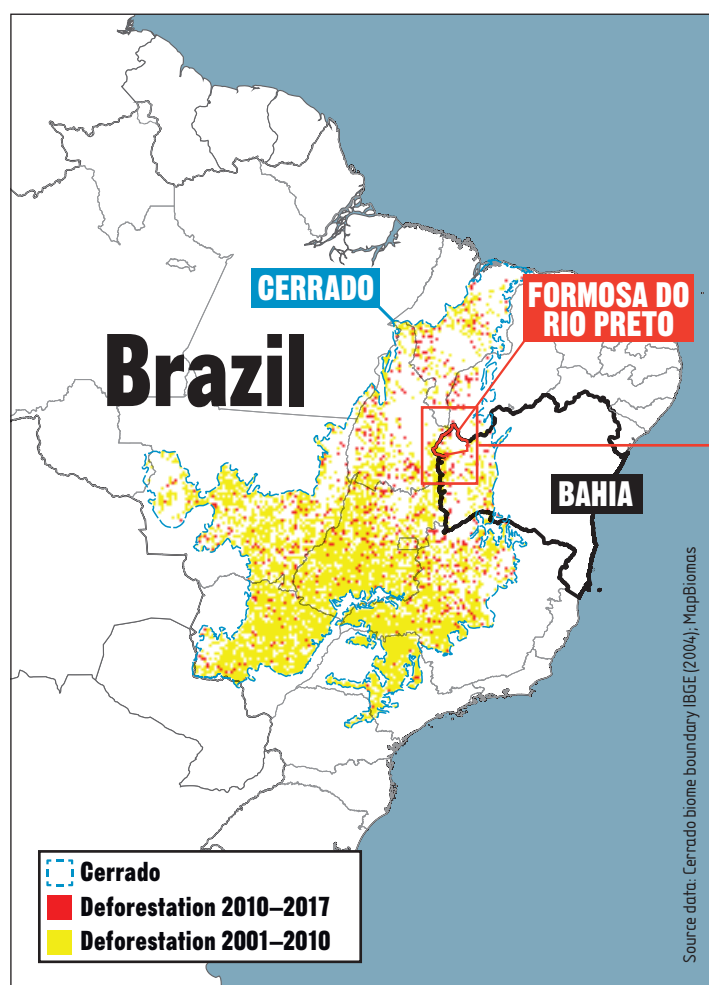 CERRADO
FORMOSA DO
RIO PRETO
Brazil
BAHIA
Cerrado
Deforestation 2010–2017
Deforestation 2001–2010
Source data: Cerrado biome boundary IBGE (2004); MapBiomas